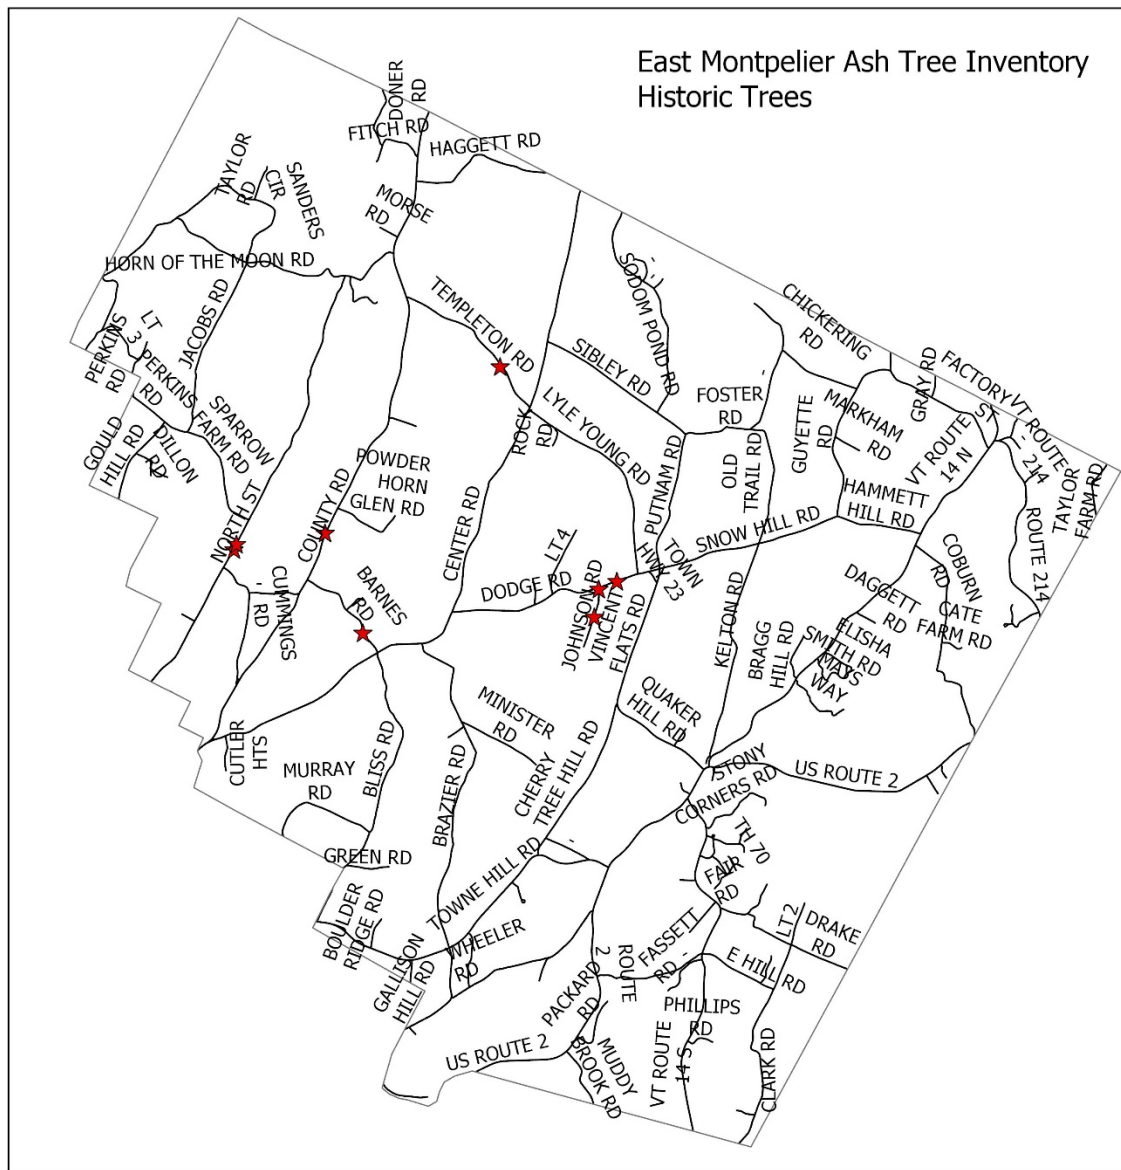 East Montpelier Ash Tree Inventory
Historic Trees
DONER
RD
FITCH RD
HAGGETT RD
TAYLOR
RD
SANDERS
CIR
MORSE
RD
HORN OF THE MOON RD
TEMPLETON RD
SODOM POND RD
CHICKERING
RD
PERKINS
RD
LT
3
JACOBS RD
PERKINS FARM RD
SPARROW
SIBLEY RD
FOSTER
RD
GRAY RD
FACTORY
ST
VT ROUTE
214
GOULD
HILL RD
DILLON
RD
LYLE YOUNG RD
ROCK
RD
OLD
TRAIL RD
GUYETTE
RD
MARKHAM
RD
VT ROUTE
14 N
TAYLOR
FARM RD
POWDER
HORN
GLEN RD
PUTNAM RD
HAMMETT
HILL RD
ROUTE 214
NORTH ST
COUNTY RD
CENTER RD
LT4
SNOW HILL RD
COBURN
RD
CUMMINGS
RD
BARNES
RD
DODGE RD
TOWN
HWY 23
DAGGETT
RD
CATE
FARM RD
JOHNSON RD
VINCENT
FLATS RD
KELTON RD
BRAGG
HILL RD
ELISHA
SMITH RD
MAYS
WAY
CUTLER
HTS
MINISTER
RD
QUAKER
HILL RD
MURRAY
RD
BLISS RD
BRAZIER RD
CHERRY
TREE HILL RD
STONY
CORNERS RD
US ROUTE 2
GREEN RD
TOWNE HILL RD
TH 70
FAIR
RD
BOULDER
RIDGE RD
GALLISON
HILL RD
WHEELER
RD
FASSETT
RD
LT 2
DRAKE
RD
ROUTE
2
E HILL RD
PACKARD
RD
PHILLIPS
RD
US ROUTE 2
MUDDY
BROOK RD
VT ROUTE
14 S
CLARK RD